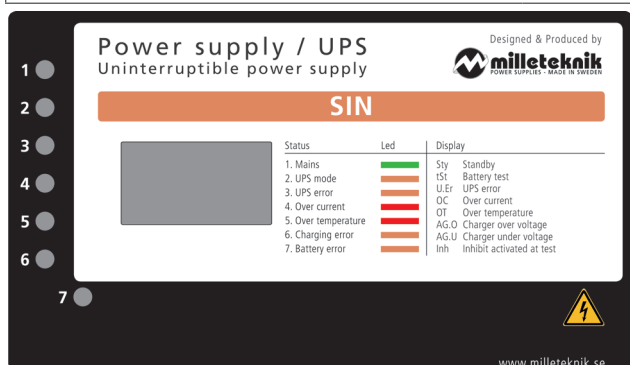 Power supply / UPS
Uninterruptible power supply
Designed & Produced by
milleteknik
POWER SUPPLIES - MADE IN SWEDEN
SIN
1
2
3
4
5
6
7
Status Led
1. Mains
2. UPS mode
3. UPS error
4. Over current
5. Over temperature
6. Charging error
7. Battery error
Display
Sty Standby
tSt Battery test
U.Er UPS error
OC Over current
OT Over temperature
AG.O Charger over voltage
AG.U Charger under voltage
Inh Inhibit activated at test
www.milleteknik.se